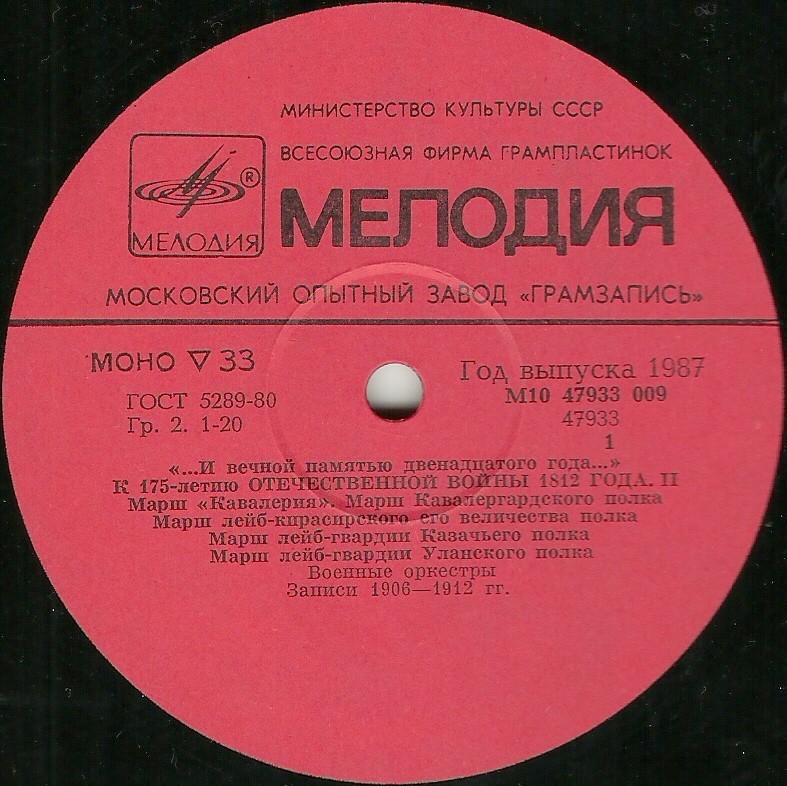 МИНИСТЕРСТВО КУЛЬТУРЫ СССР
ВСЕСОЮЗНАЯ ФИРМА ГРАМПЛАСТИНОК
МЕЛОДИЯ ®
МЕЛОДИЯ
МОСКОВСКИЙ ОПЫТНЫЙ ЗАВОД «ГРАМЗАПИСЬ»
МОНО ▽ 33
Год выпуска 1987
ГОСТ 5289-80
М10 47933 009
Гр. 2. 1-20
47933
1
«...И вечной памятью двенадцатого года...»
К 175-летию ОТЕЧЕСТВЕННОЙ ВОЙНЫ 1812 ГОДА. II
Марш «Кавалерия». Марш Кавалергардского полка
Марш лейб-кирасирского его величества полка
Марш лейб-гвардии Казачьего полка
Марш лейб-гвардии Уланского полка
Военные оркестры
Записи 1906—1912 гг.